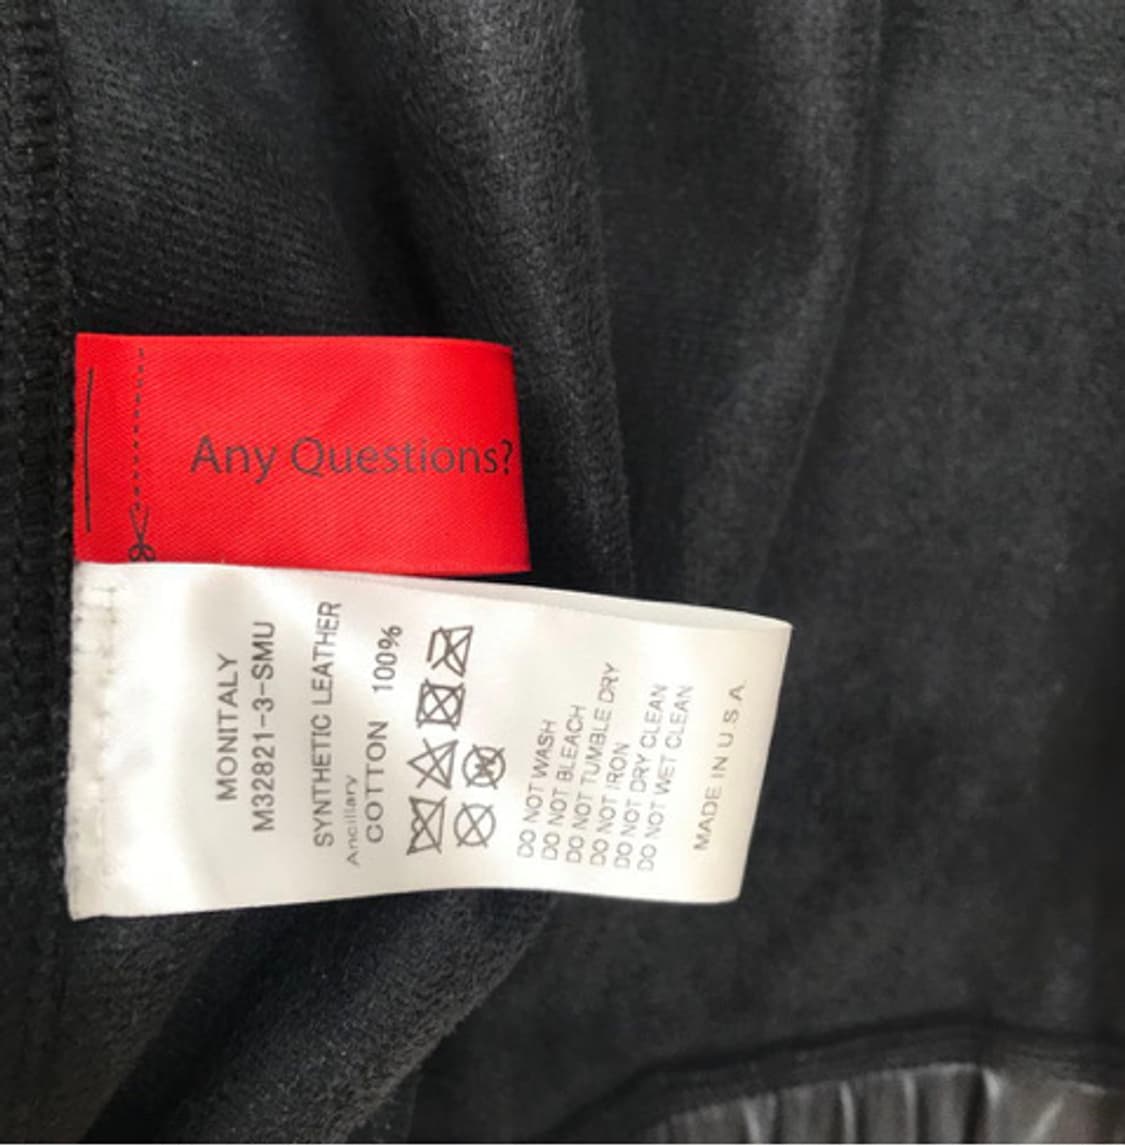 Any Questions?
MONITALY
M32821-3-SMU
SYNTHETIC LEATHER
Ancillary
COTTON 100%
DO NOT WASH
DO NOT BLEACH
DO NOT TUMBLE DRY
DO NOT IRON
DO NOT DRY CLEAN
DO NOT WET CLEAN
MADE IN U.S.A.